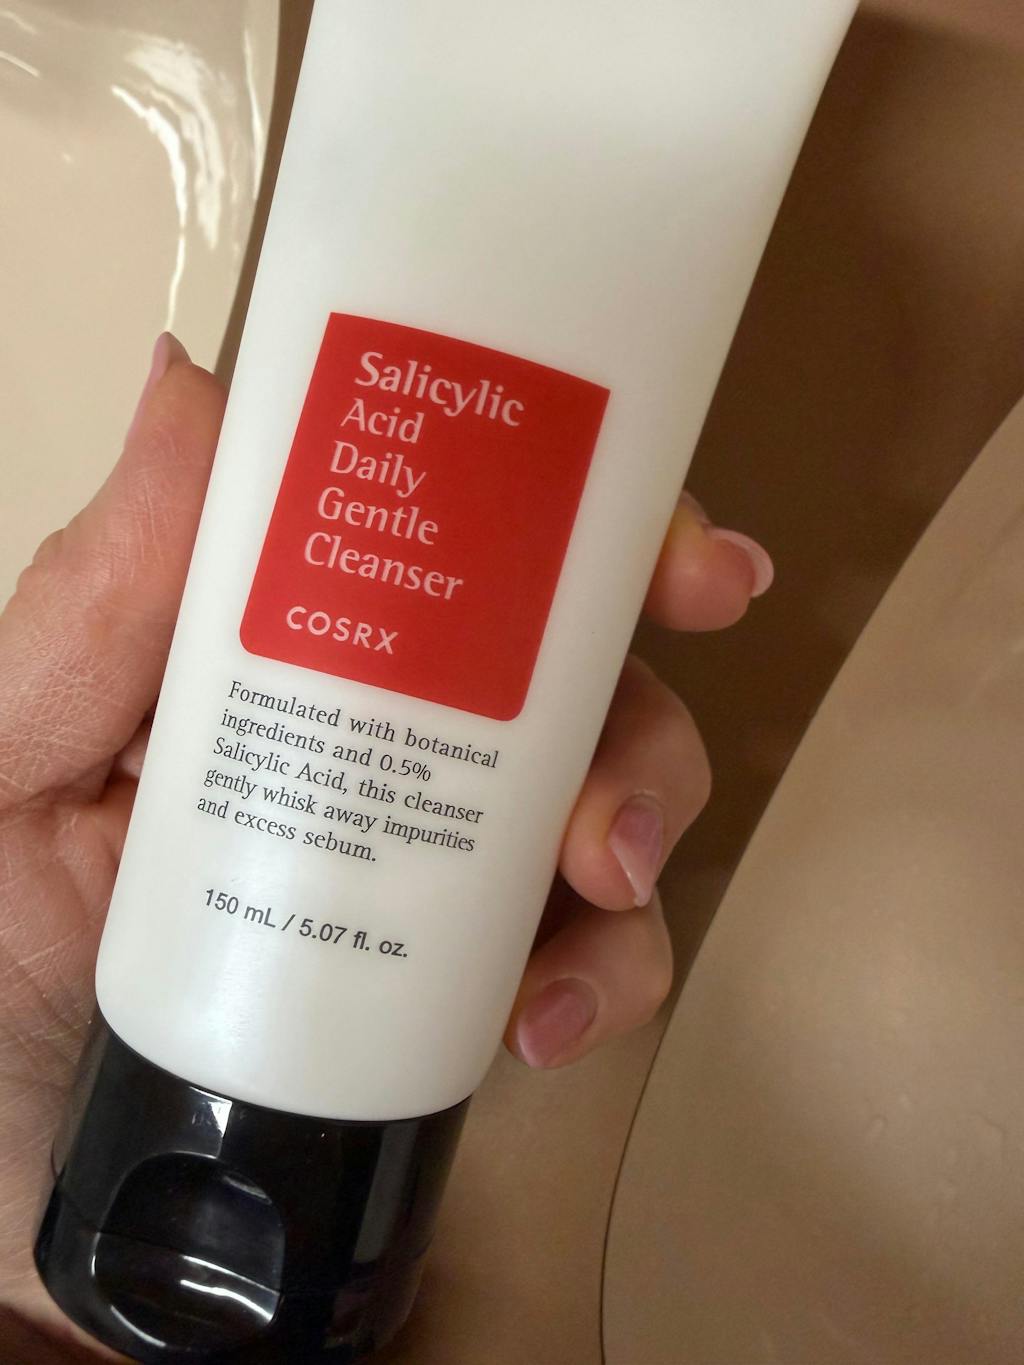 Salicylic
Acid
Daily
Gentle
Cleanser
COSRX
Formulated with botanical
ingredients and 0.5%
Salicylic Acid, this cleanser
gently whisk away impurities
and excess sebum.
150 mL / 5.07 fl. oz.